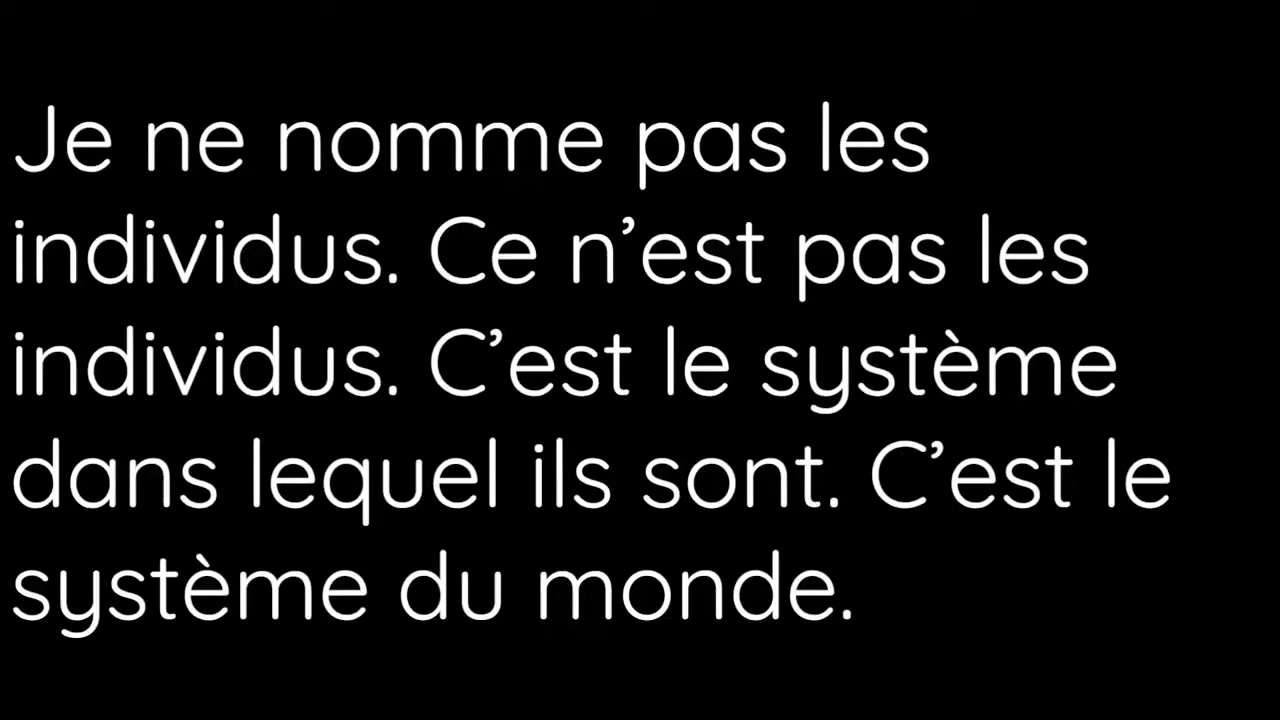 Je ne nomme pas les
individus. Ce n’est pas les
individus. C’est le système
dans lequel ils sont. C’est le
système du monde.